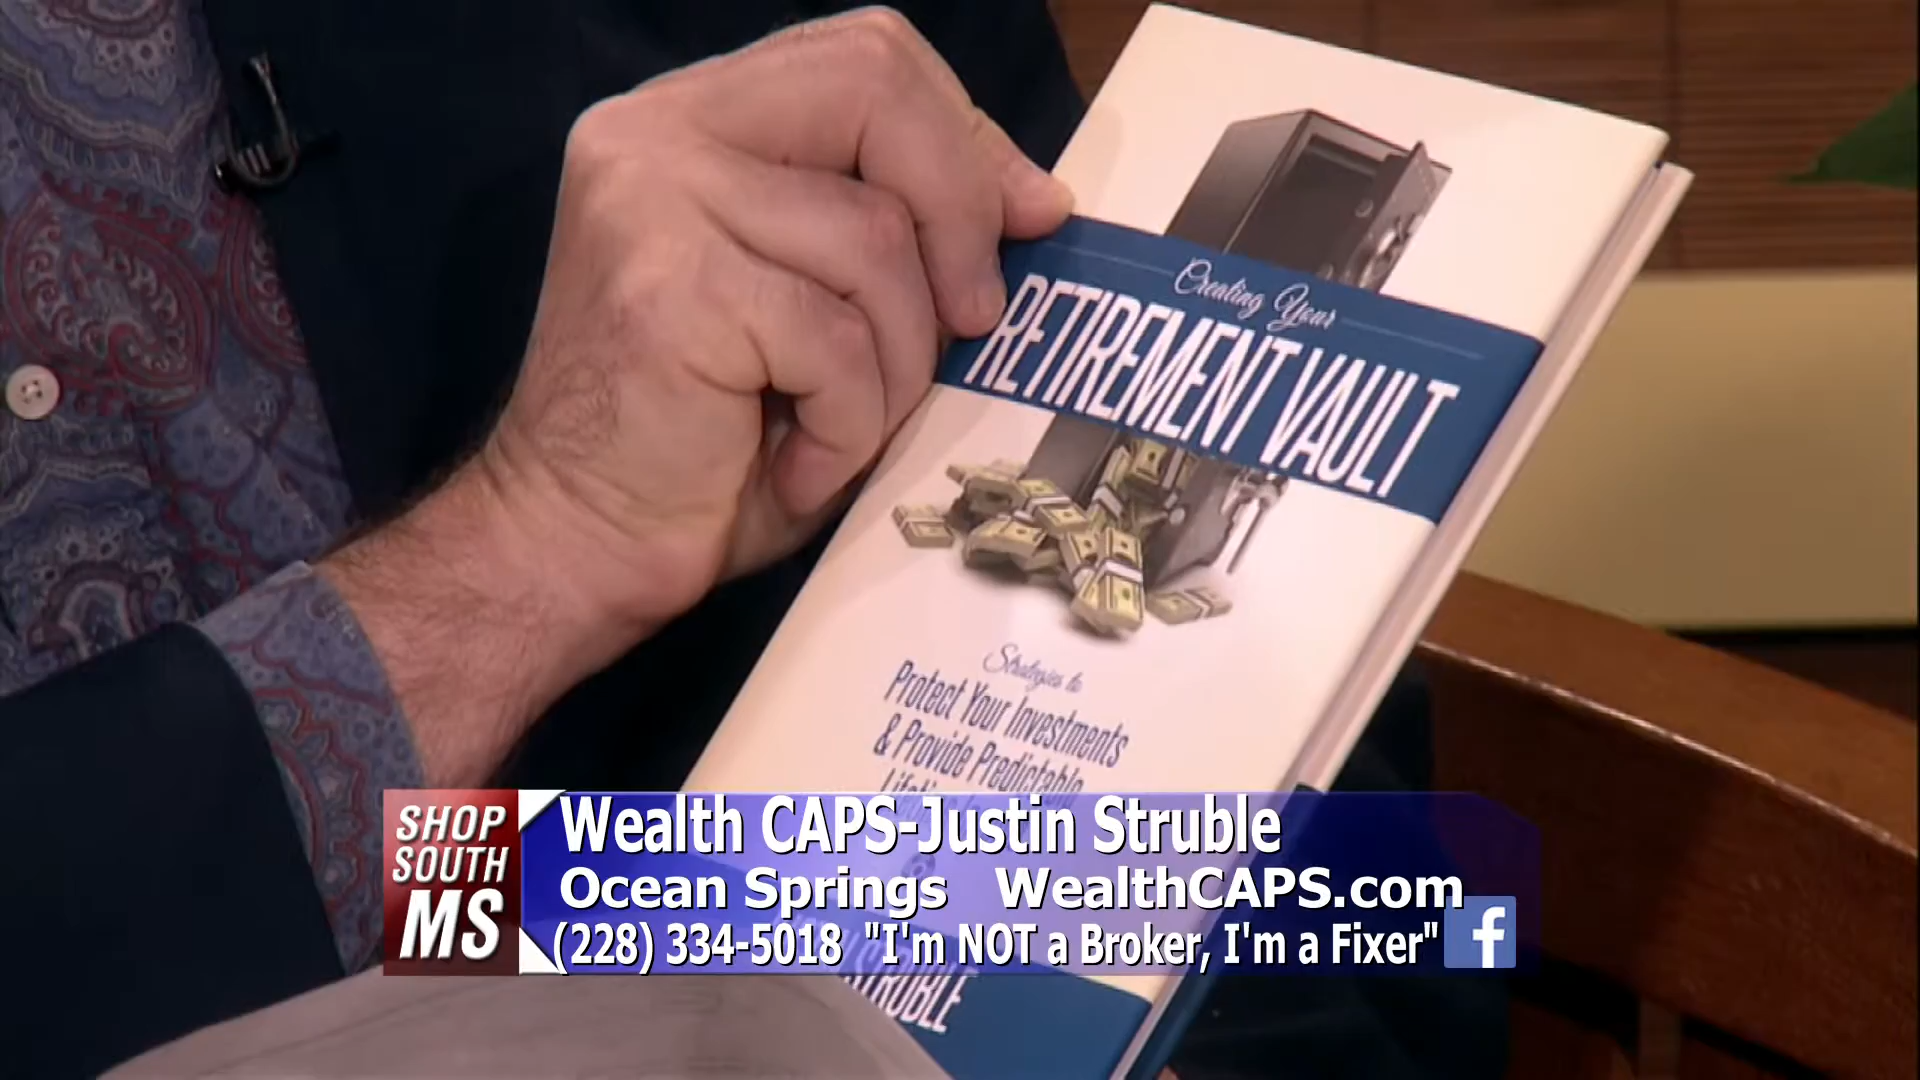 Creating Your
RETIREMENT VAULT
Strategies to
Protect Your Investments
& Provide Predictable
SHOP
SOUTH
MS
Wealth CAPS-Justin Struble
Ocean Springs WealthCAPS.com
(228) 334-5018 "I'm NOT a Broker, I'm a Fixer"
f
STRUBLE